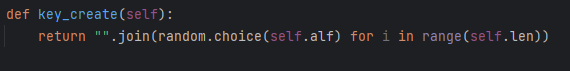 def key_create(self):
    return "".join(random.choice(self.alf) for i in range(self.len))